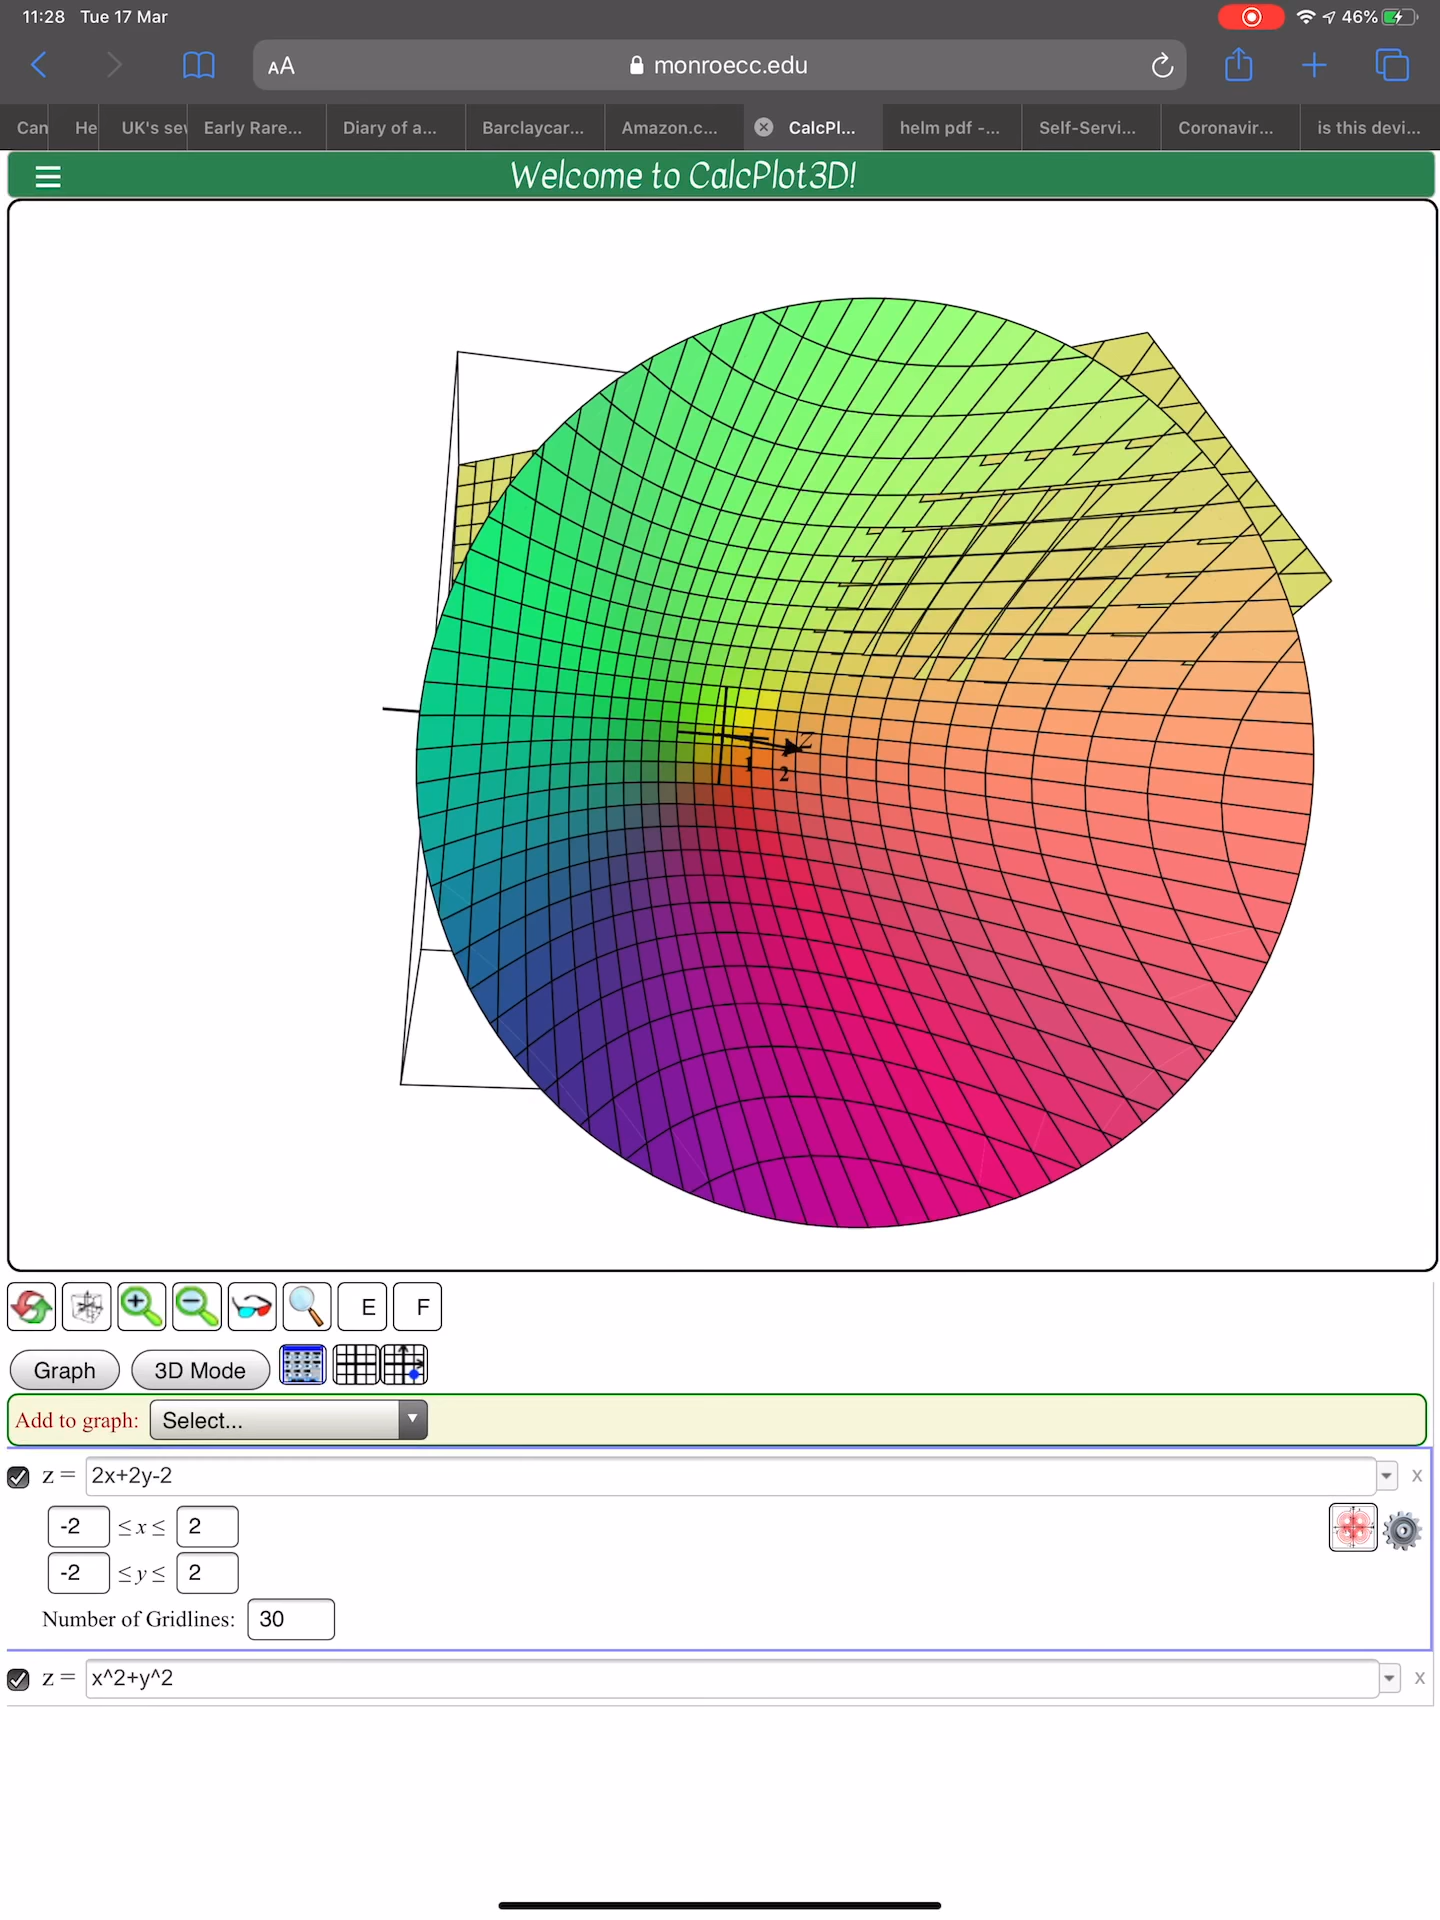 11:28 Tue 17 Mar 46%
AA monroecc.edu
Can He UK's sev Early Rare... Diary of a... Barclaycar... Amazon.c... CalcPl... helm pdf -... Self-Servi... Coronavir... is this devi...
Welcome to CalcPlot3D!
Z
1 2
E F
Graph 3D Mode
Add to graph: Select...
z = 2x+2y-2 x
-2 ≤ x ≤ 2
-2 ≤ y ≤ 2
Number of Gridlines: 30
z = x^2+y^2 x